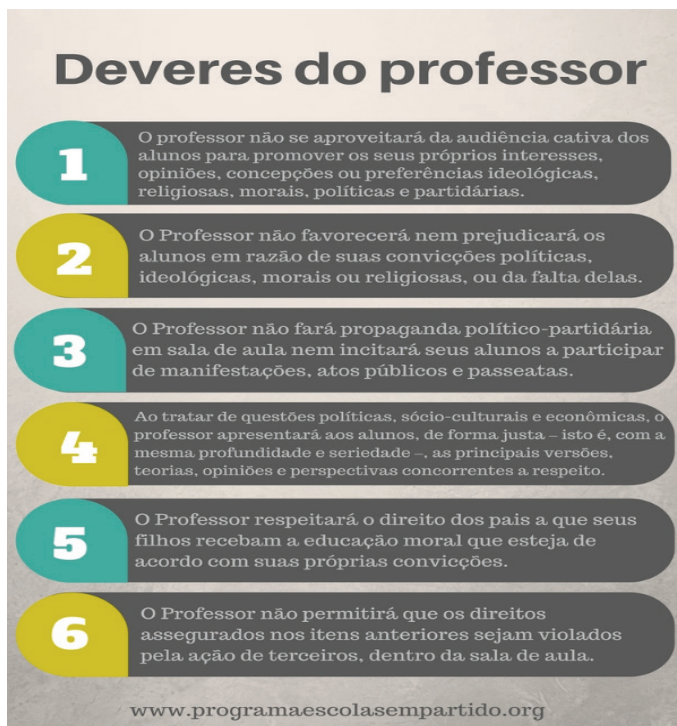 Deveres do professor
1
O professor não se aproveitará da audiência cativa dos
alunos para promover os seus próprios interesses,
opiniões, concepções ou preferências ideológicas,
religiosas, morais, políticas e partidárias.
2
O Professor não favorecerá nem prejudicará os
alunos em razão de suas convicções políticas,
ideológicas, morais ou religiosas, ou da falta delas.
3
O Professor não fará propaganda político-partidária
em sala de aula nem incitará seus alunos a participar
de manifestações, atos públicos e passeatas.
4
Ao tratar de questões políticas, sócio-culturais e econômicas, o
professor apresentará aos alunos, de forma justa – isto é, com a
mesma profundidade e seriedade –, as principais versões,
teorias, opiniões e perspectivas concorrentes a respeito.
5
O Professor respeitará o direito dos pais a que seus
filhos recebam a educação moral que esteja de
acordo com suas próprias convicções.
6
O Professor não permitirá que os direitos
assegurados nos itens anteriores sejam violados
pela ação de terceiros, dentro da sala de aula.
www.programaescolasempartido.org